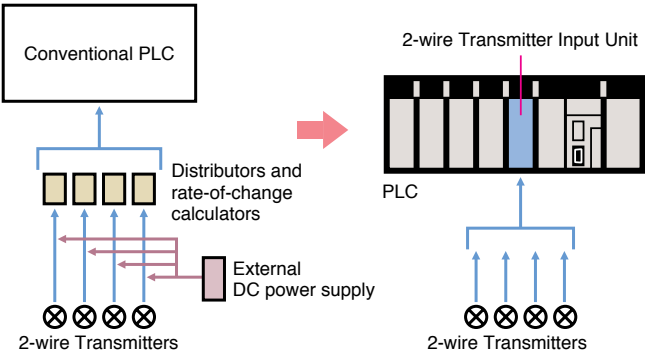 Conventional PLC
Distributors and
rate-of-change
calculators
External
DC power supply
2-wire Transmitters
2-wire Transmitter Input Unit
PLC
2-wire Transmitters